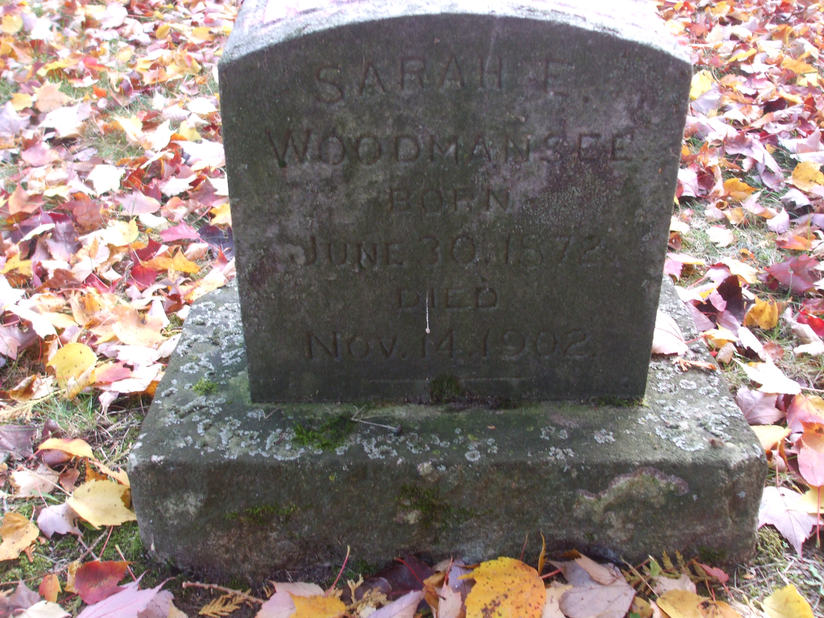 SARAH E.
WOODMANSEE
BORN
JUNE 30, 1872
DIED
NOV. 14, 1902.